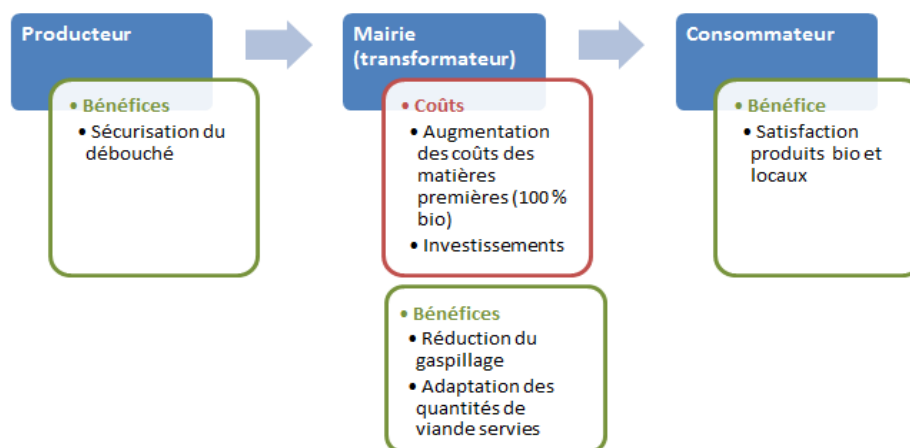 Producteur
• Bénéfices
• Sécurisation du
débouché
Mairie
(transformateur)
• Coûts
• Augmentation
des coûts des
matières
premières (100 %
bio)
• Investissements
• Bénéfices
• Réduction du
gaspillage
• Adaptation des
quantités de
viande servies
Consommateur
• Bénéfice
• Satisfaction
produits bio et
locaux